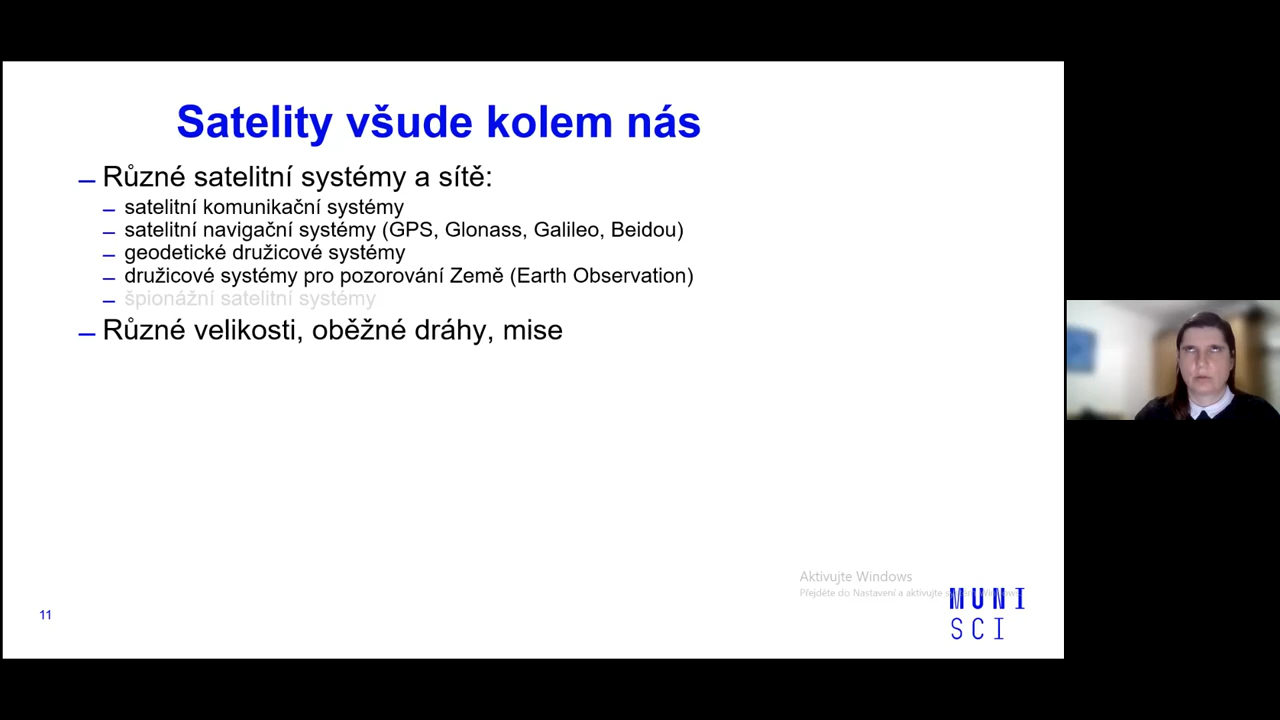 Satelity všude kolem nás
– Různé satelitní systémy a sítě:
– satelitní komunikační systémy
– satelitní navigační systémy (GPS, Glonass, Galileo, Beidou)
– geodetické družicové systémy
– družicové systémy pro pozorování Země (Earth Observation)
– špionážní satelitní systémy
– Různé velikosti, oběžné dráhy, mise
Aktivujte Windows
Přejděte do Nastavení a aktivujte
MUNI
SCI
11